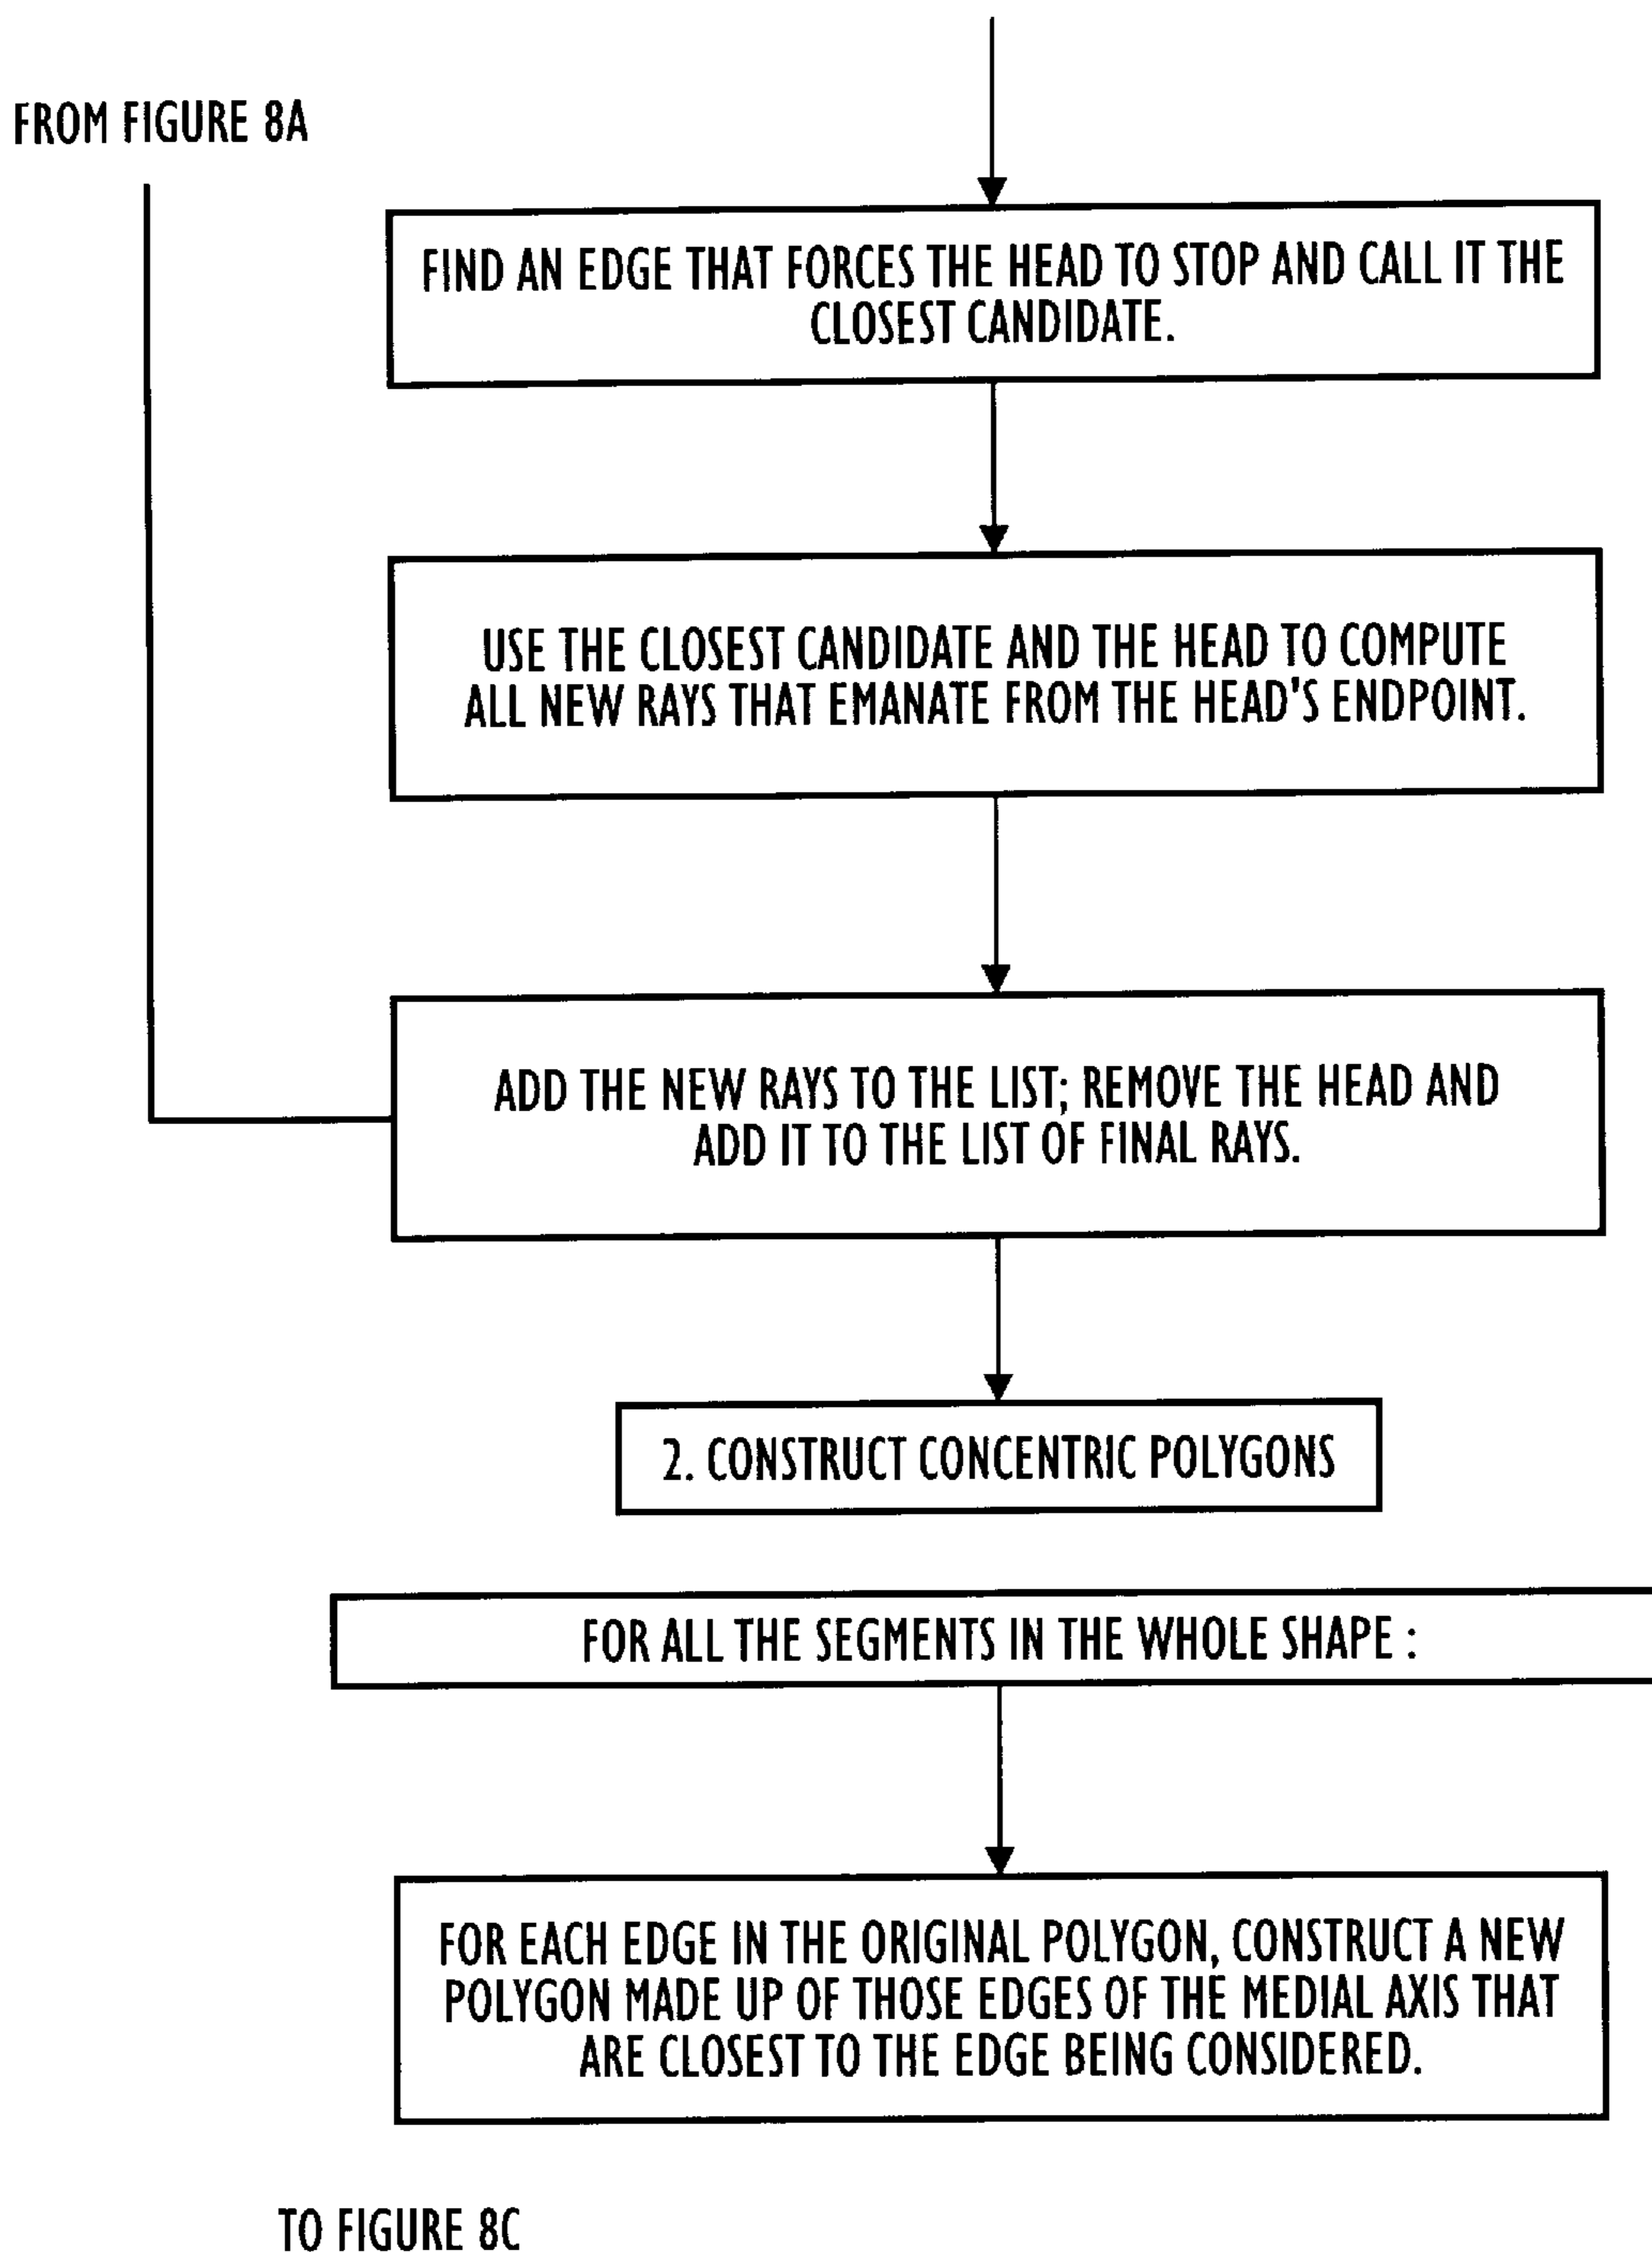 FROM FIGURE 8A
FIND AN EDGE THAT FORCES THE HEAD TO STOP AND CALL IT THE
CLOSEST CANDIDATE.
USE THE CLOSEST CANDIDATE AND THE HEAD TO COMPUTE
ALL NEW RAYS THAT EMANATE FROM THE HEAD'S ENDPOINT.
ADD THE NEW RAYS TO THE LIST; REMOVE THE HEAD AND
ADD IT TO THE LIST OF FINAL RAYS.
2. CONSTRUCT CONCENTRIC POLYGONS
FOR ALL THE SEGMENTS IN THE WHOLE SHAPE :
FOR EACH EDGE IN THE ORIGINAL POLYGON, CONSTRUCT A NEW
POLYGON MADE UP OF THOSE EDGES OF THE MEDIAL AXIS THAT
ARE CLOSEST TO THE EDGE BEING CONSIDERED.
TO FIGURE 8C